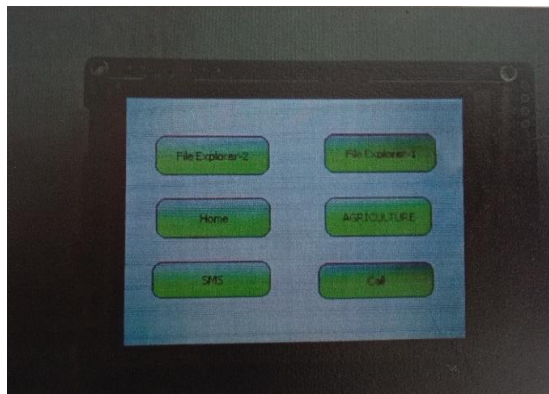 File Explorer-2
File Explorer-1
Home
AGRICULTURE
SMS
Call